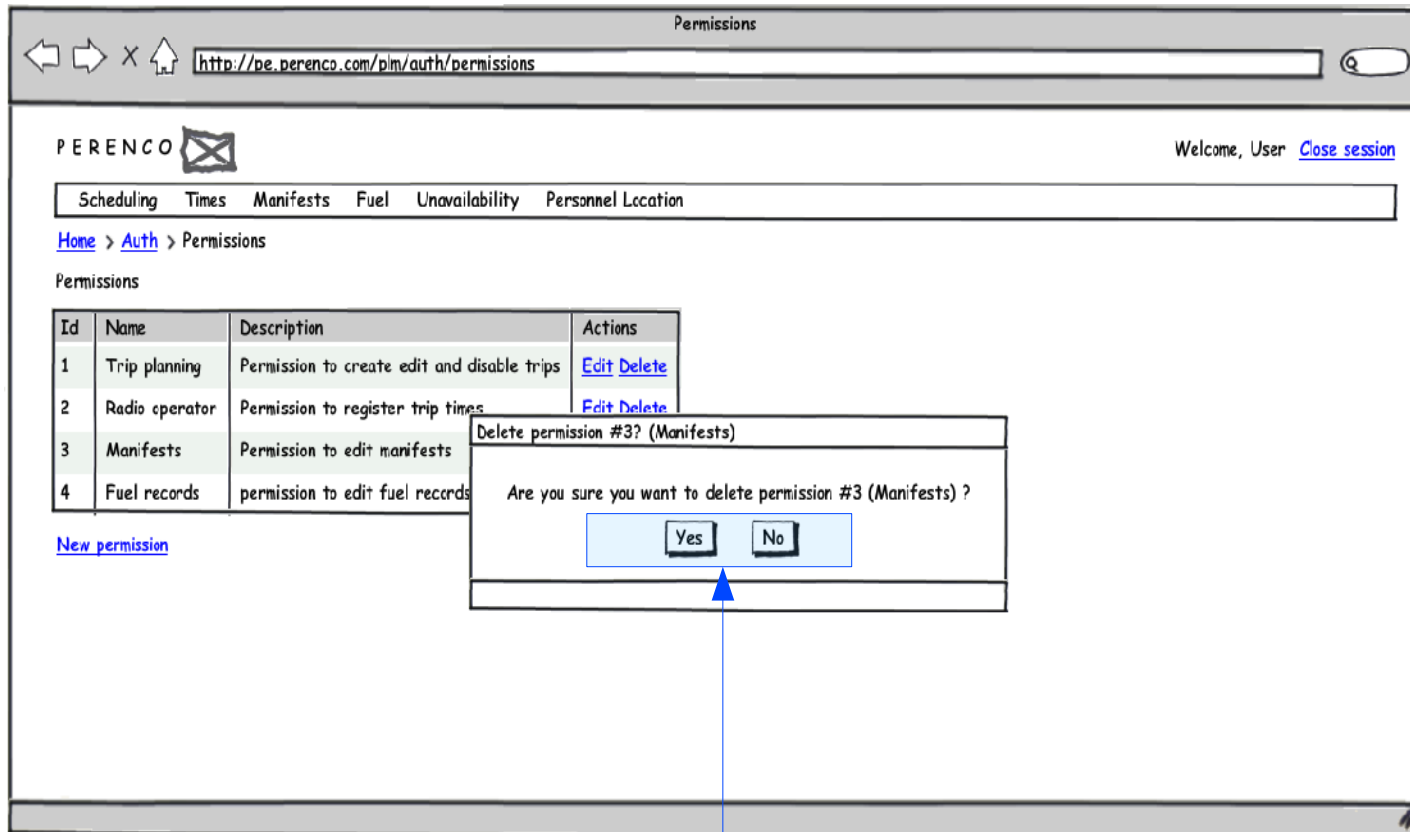 Permissions
X http://pe.perenco.com/plm/auth/permissions
PERENCO
Welcome, User Close session
Scheduling Times Manifests Fuel Unavailability Personnel Location
Home > Auth > Permissions
Permissions
Id Name Description Actions
1 Trip planning Permission to create edit and disable trips Edit Delete
2 Radio operator Permission to register trip times Edit Delete
3 Manifests Permission to edit manifests
4 Fuel records permission to edit fuel records
New permission
Delete permission #3? (Manifests)
Are you sure you want to delete permission #3 (Manifests) ?
Yes No